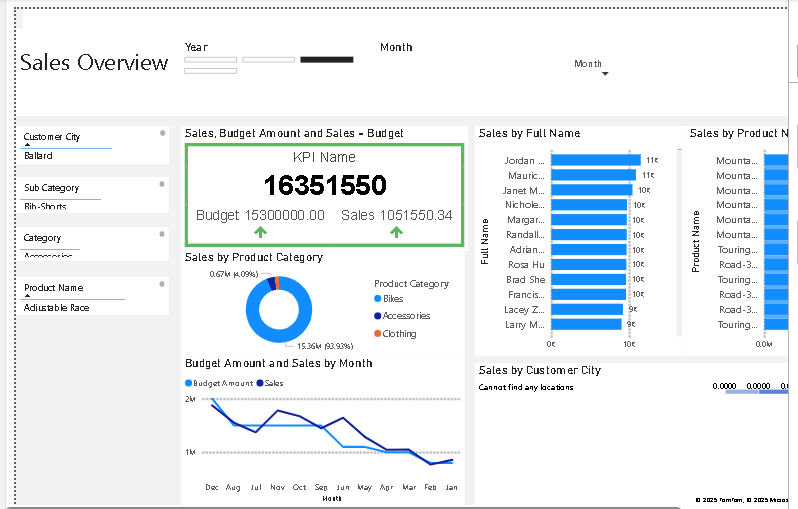 Sales Overview
Year
Month
Month
Customer City
Ballard
Sub Category
Bib-Shorts
Category
Accessories
Product Name
Adjustable Race
Sales, Budget Amount and Sales - Budget
KPI Name
16351550
Budget 15300000.00 Sales 1051550.34
Sales by Product Category
0.67M (4.09%)
15.36M (93.93%)
Product Category
Bikes
Accessories
Clothing
Budget Amount and Sales by Month
Budget Amount Sales
2M
1M
Dec Aug Jul Nov Oct Sep Jun May Apr Mar Feb Jan
Month
Sales by Full Name
Full Name
Jordan ... 11K
Mauric... 11K
Janet M... 10K
Nichole... 10K
Margar... 10K
Randall... 10K
Adrian... 10K
Rosa Hu 10K
Brad She 10K
Francis... 10K
Lacey Z... 9K
Larry M... 9K
0K 10K
Sales by Product N
Product Name
Mounta...
Mounta...
Mounta...
Mounta...
Mounta...
Mounta...
Touring...
Road-3...
Road-3...
Road-3...
Road-3...
Touring...
0.0M
Sales by Customer City
Cannot find any locations
0.0000 0.0000 0.0
© 2025 TomTom, © 2025 Micros